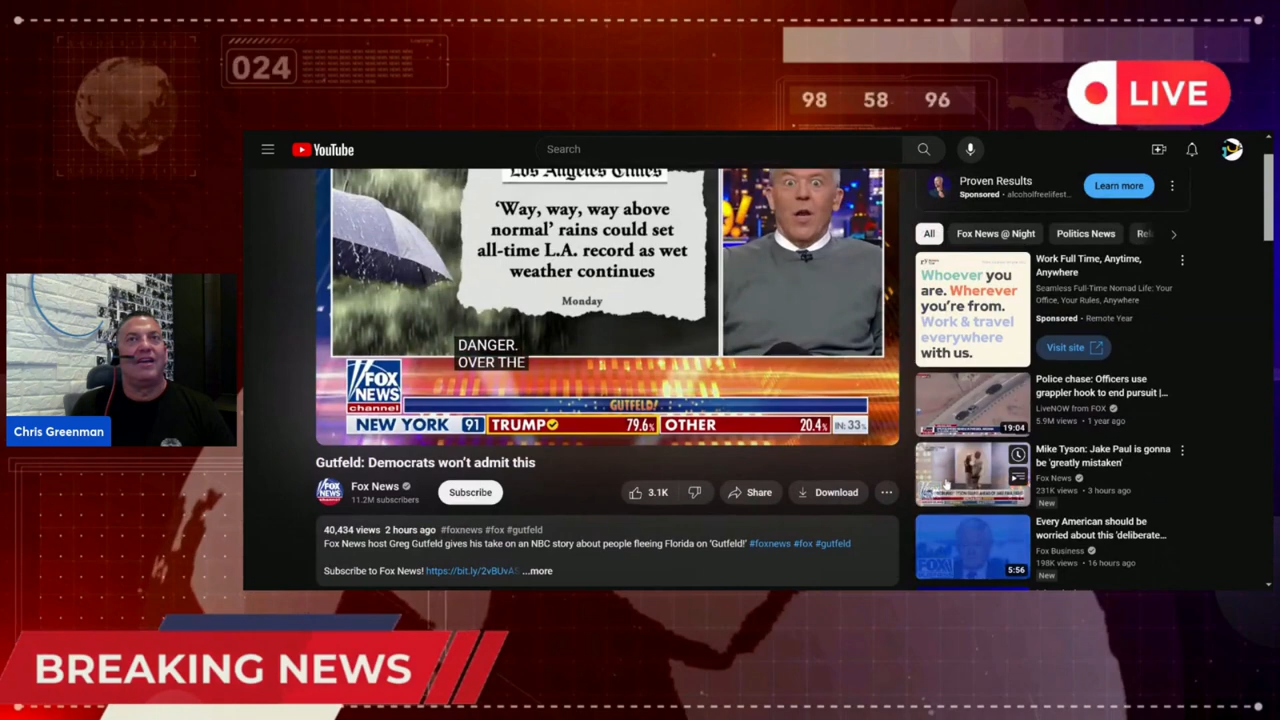 024
98 58 96
LIVE
YouTube
Search
Los Angeles Times
'Way, way, way above
normal' rains could set
all-time L.A. record as wet
weather continues
Monday
DANGER.
OVER THE
FOX
NEWS
channel
GUTFELD!
NEW YORK 91 TRUMP 79.6% OTHER 20.4% IN: 33%
Gutfeld: Democrats won't admit this
Fox News
11.2M subscribers
Subscribe
3.1K
Share
Download
40,434 views 2 hours ago #foxnews #fox #gutfeld
Fox News host Greg Gutfeld gives his take on an NBC story about people fleeing Florida on 'Gutfeld!' #foxnews #fox #gutfeld
Subscribe to Fox News! https://bit.ly/2vBUvAS ...more
Proven Results
Sponsored · alcoholfreelifest...
Learn more
All
Fox News @ Night
Politics News
Rel
Whoever you
are. Wherever
you're from.
Work & travel
everywhere
with us.
Work Full Time, Anytime,
Anywhere
Seamless Full-Time Nomad Life: Your
Office, Your Rules, Anywhere
Sponsored · Remote Year
Visit site
19:04
Police chase: Officers use
grappler hook to end pursuit |...
LiveNOW from FOX
5.9M views · 1 year ago
Mike Tyson: Jake Paul is gonna
be 'greatly mistaken'
Fox News
231K views · 3 hours ago
New
5:56
Every American should be
worried about this 'deliberate...
Fox Business
198K views · 16 hours ago
New
Chris Greenman
BREAKING NEWS